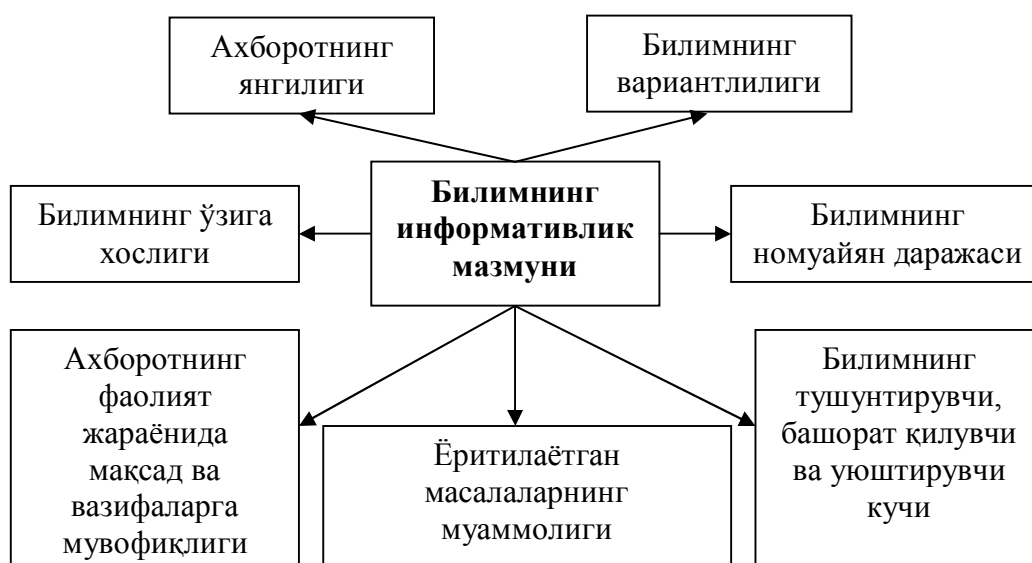 Ахборотнинг
янгилиги
Билимнинг
вариантлилиги
Билимнинг ўзига
хослиги
Билимнинг
информативлик
мазмуни
Билимнинг
номуайян даражаси
Ахборотнинг
фаолият
жараёнида
мақсад ва
вазифаларга
мувофиқлиги
Ёритилаётган
масалаларнинг
муаммолиги
Билимнинг
тушунтирувчи,
башорат қилувчи
ва уюштирувчи
кучи